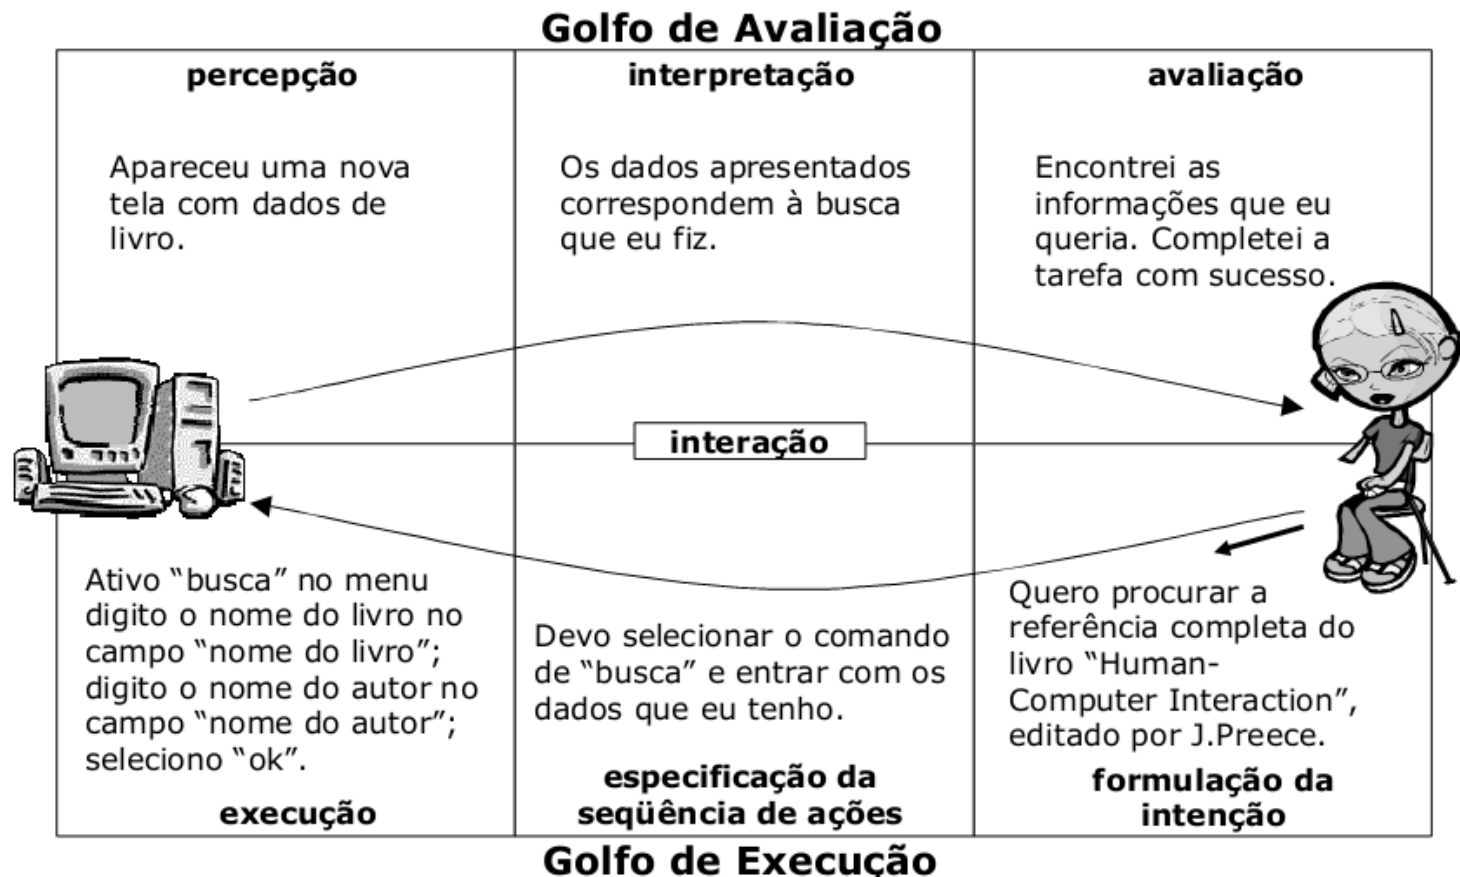 Golfo de Avaliação
percepção
Apareceu uma nova
tela com dados de
livro.
interpretação
Os dados apresentados
correspondem à busca
que eu fiz.
avaliação
Encontrei as
informações que eu
queria. Completei a
tarefa com sucesso.
interação
Ativo “busca” no menu
digito o nome do livro no
campo “nome do livro”;
digito o nome do autor no
campo “nome do autor”;
seleciono “ok”.
execução
Devo selecionar o comando
de “busca” e entrar com os
dados que eu tenho.
especificação da
seqüência de ações
Quero procurar a
referência completa do
livro “Human-
Computer Interaction”,
editado por J.Preece.
formulação da
intenção
Golfo de Execução